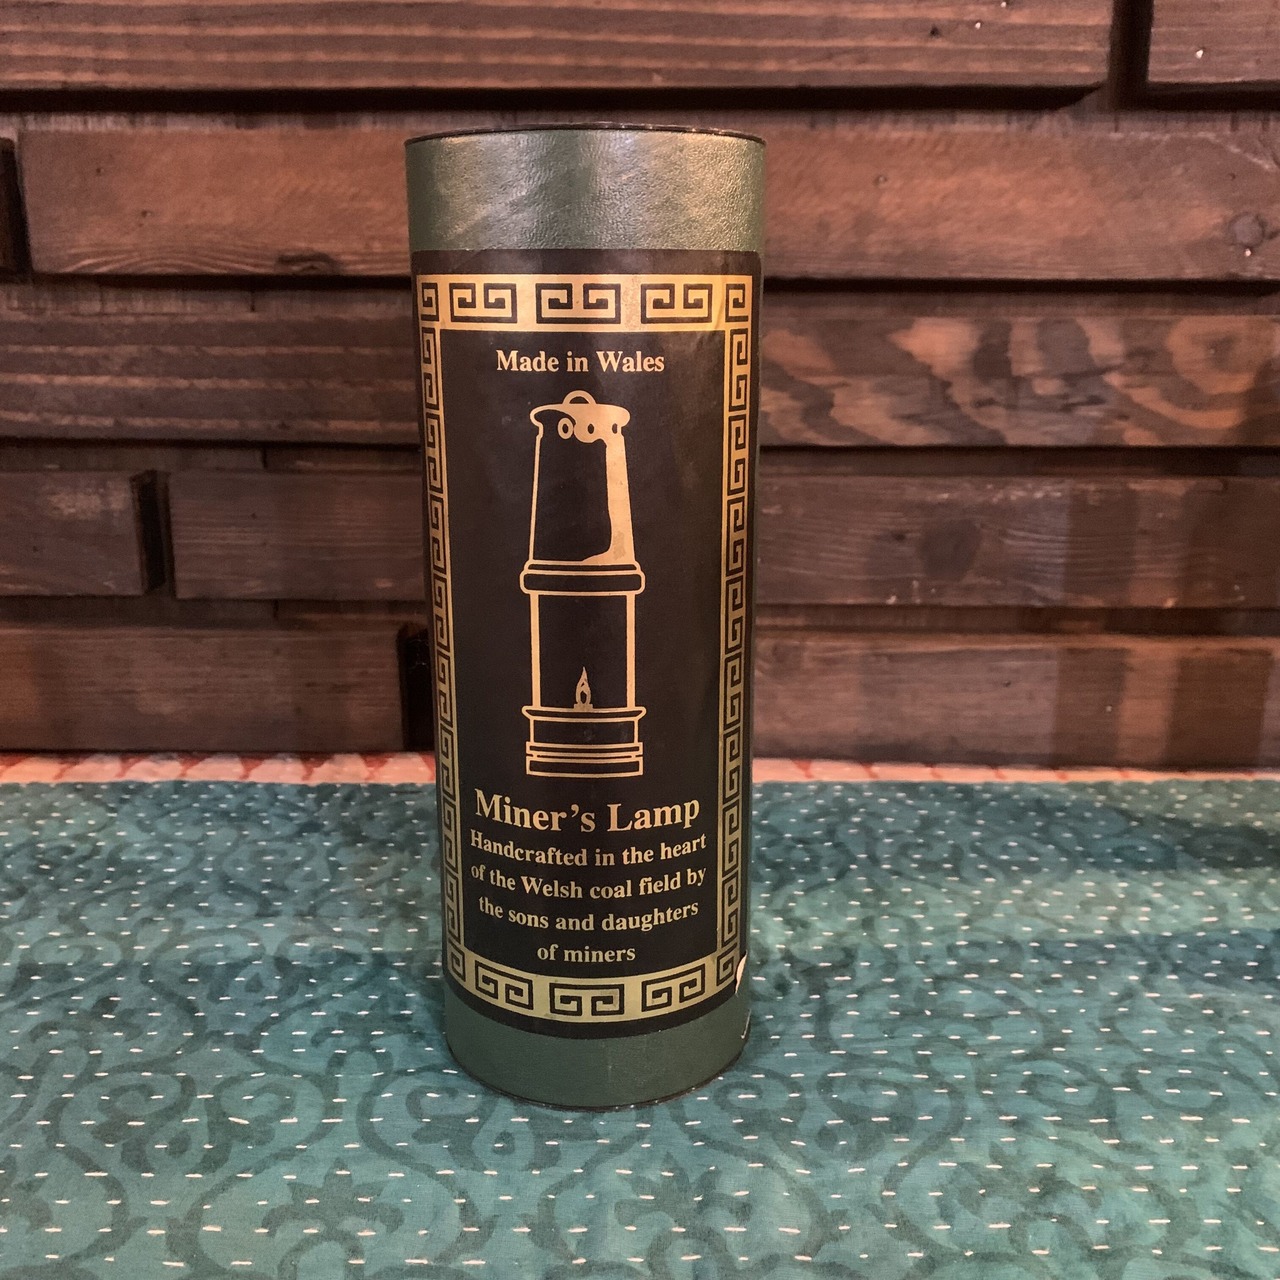 Made in Wales
Miner's Lamp
Handcrafted in the heart
of the Welsh coal field by
the sons and daughters
of miners